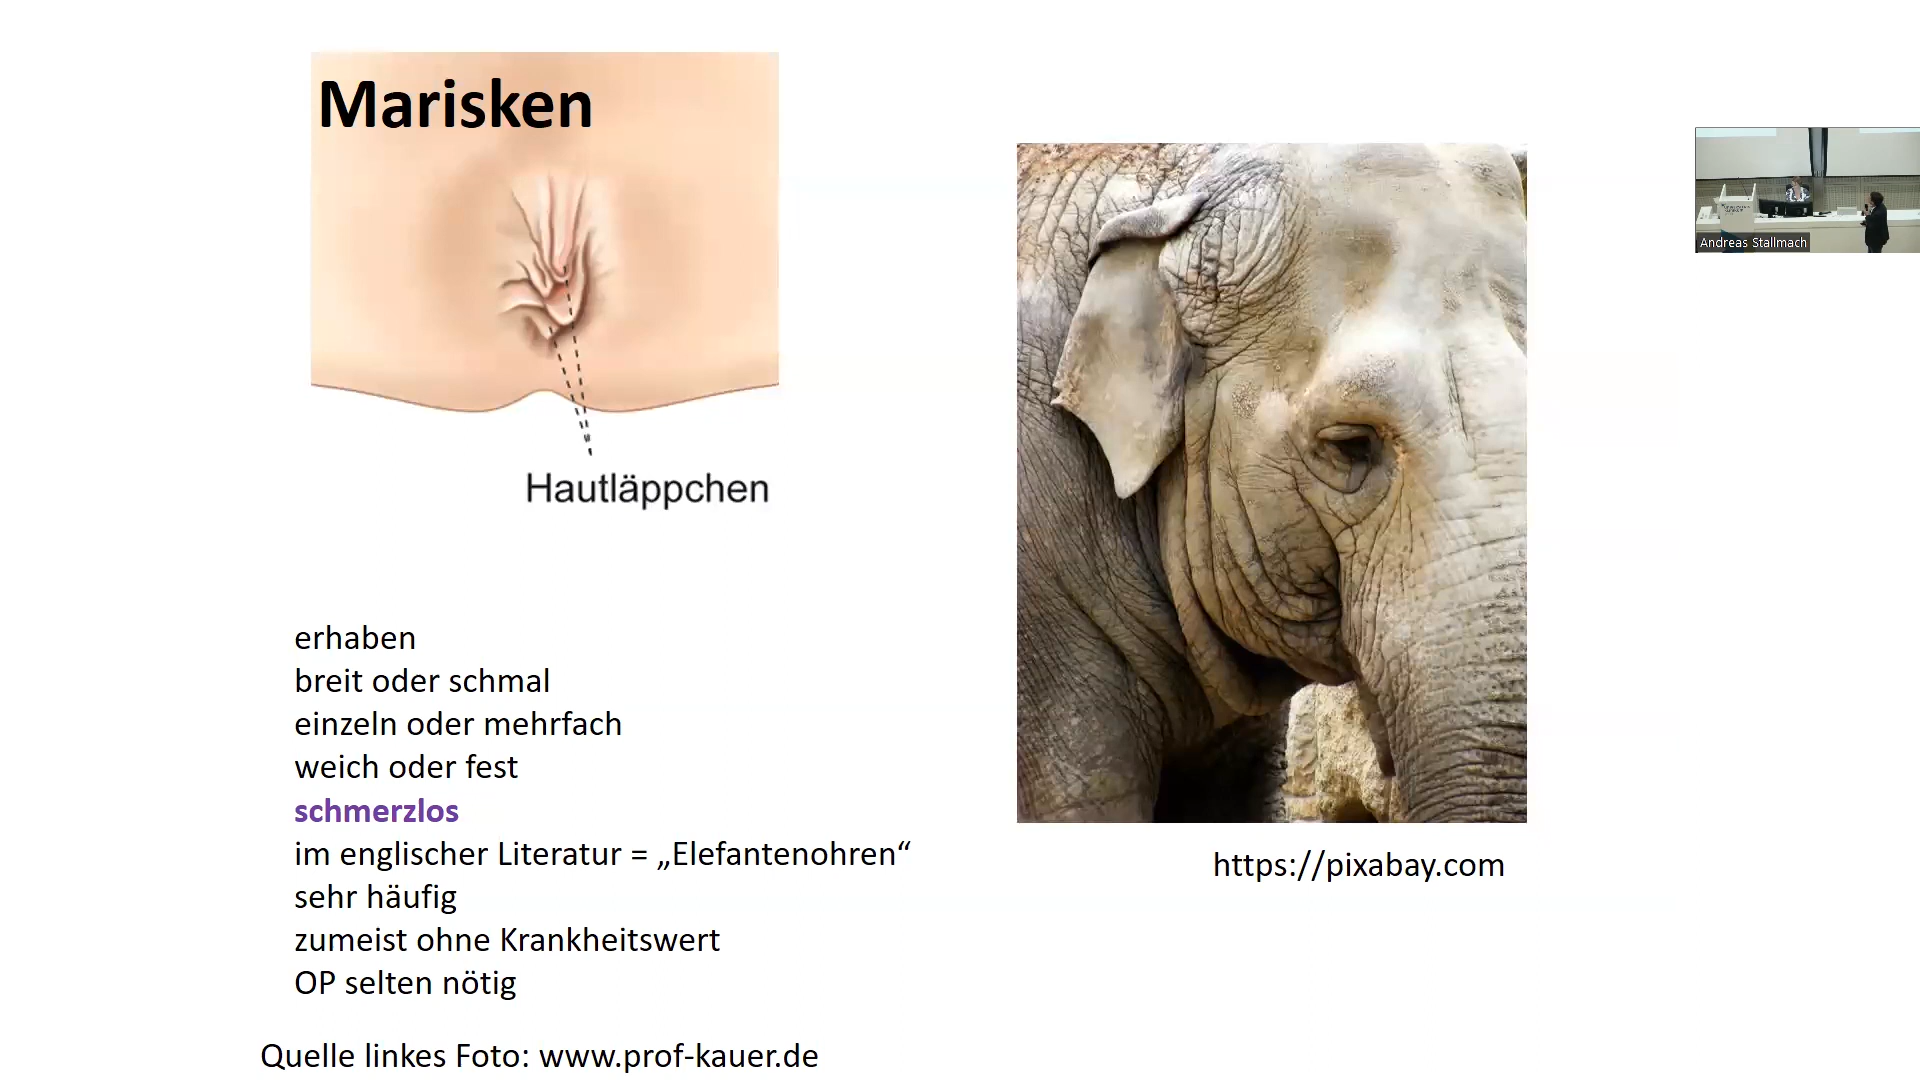 Marisken
Hautläppchen
erhaben
breit oder schmal
einzeln oder mehrfach
weich oder fest
schmerzlos
im englischer Literatur = „Elefantenohren“
sehr häufig
zumeist ohne Krankheitswert
OP selten nötig
Quelle linkes Foto: www.prof-kauer.de
https://pixabay.com
Andreas Stallmach